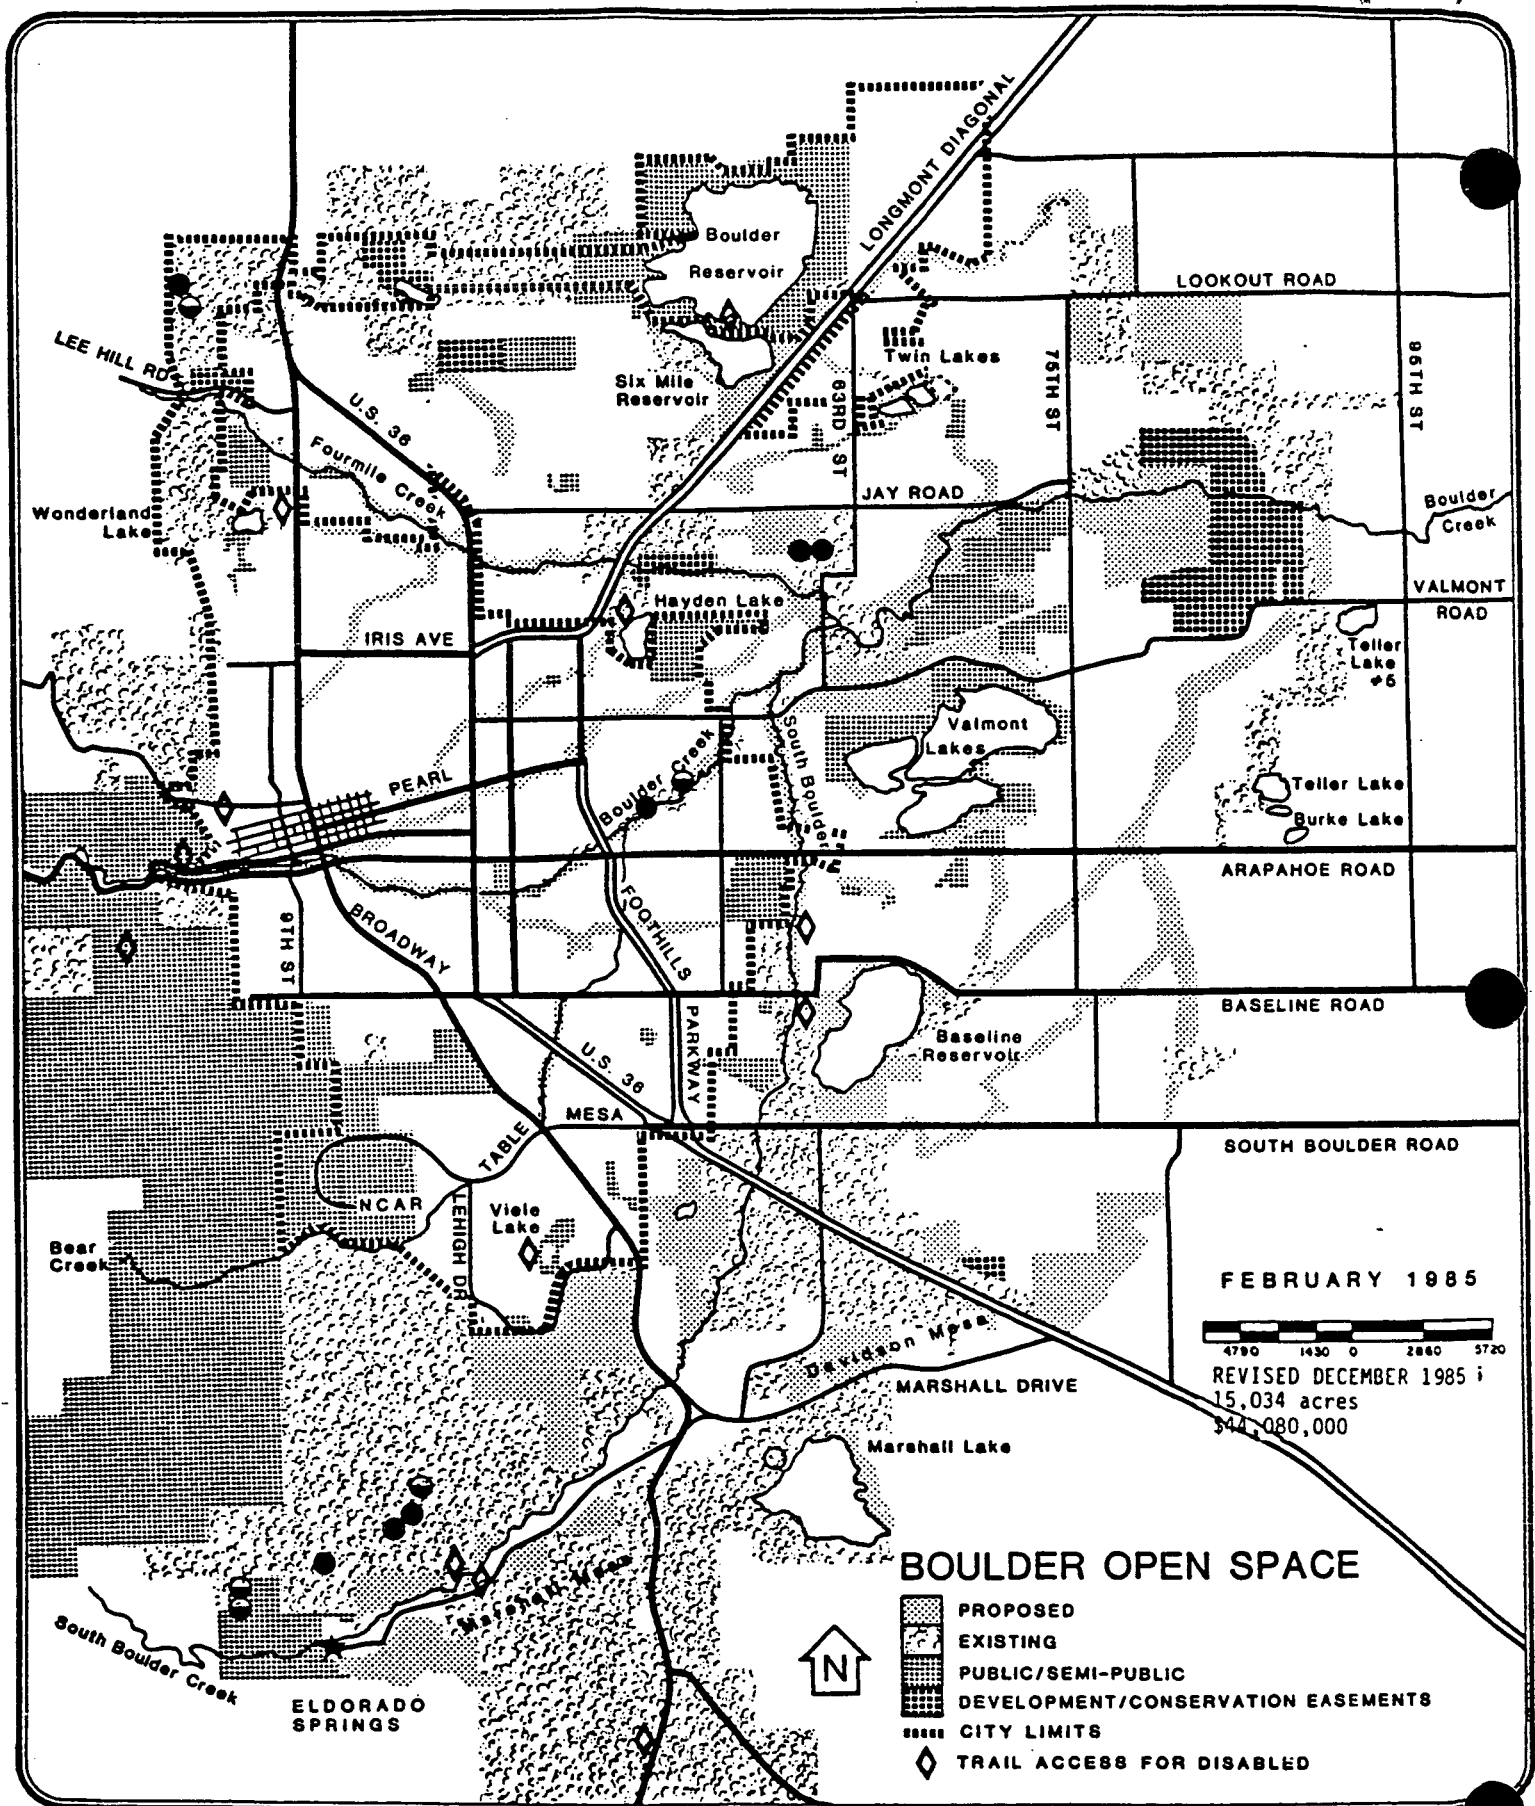 LONGMONT DIAGONAL
Boulder
Reservoir
LOOKOUT ROAD
LEE HILL RD
U.S. 36
Six Mile
Reservoir
Twin Lakes
63RD ST
75TH ST
95TH ST
Fourmile Creek
JAY ROAD
Boulder
Creek
Wonderland
Lake
Hayden Lake
VALMONT
ROAD
IRIS AVE
Teller
Lake
#5
Valmont
Lakes
South Boulder
Boulder Creek
PEARL
Teller Lake
Burke Lake
ARAPAHOE ROAD
9TH ST
BROADWAY
FOOTHILLS
PARKWAY
BASELINE ROAD
Baseline
Reservoir
U.S. 36
TABLE
MESA
SOUTH BOULDER ROAD
NCAR
LEHIGH DR
Viele
Lake
Bear
Creek
FEBRUARY 1985
4790 1430 0 2860 5720
REVISED DECEMBER 1985
15,034 acres
$44,080,000
Davidson Mesa
MARSHALL DRIVE
Marshall Lake
Marshall Mesa
South Boulder Creek
ELDORADO
SPRINGS
BOULDER OPEN SPACE
N
PROPOSED
EXISTING
PUBLIC/SEMI-PUBLIC
DEVELOPMENT/CONSERVATION EASEMENTS
CITY LIMITS
TRAIL ACCESS FOR DISABLED